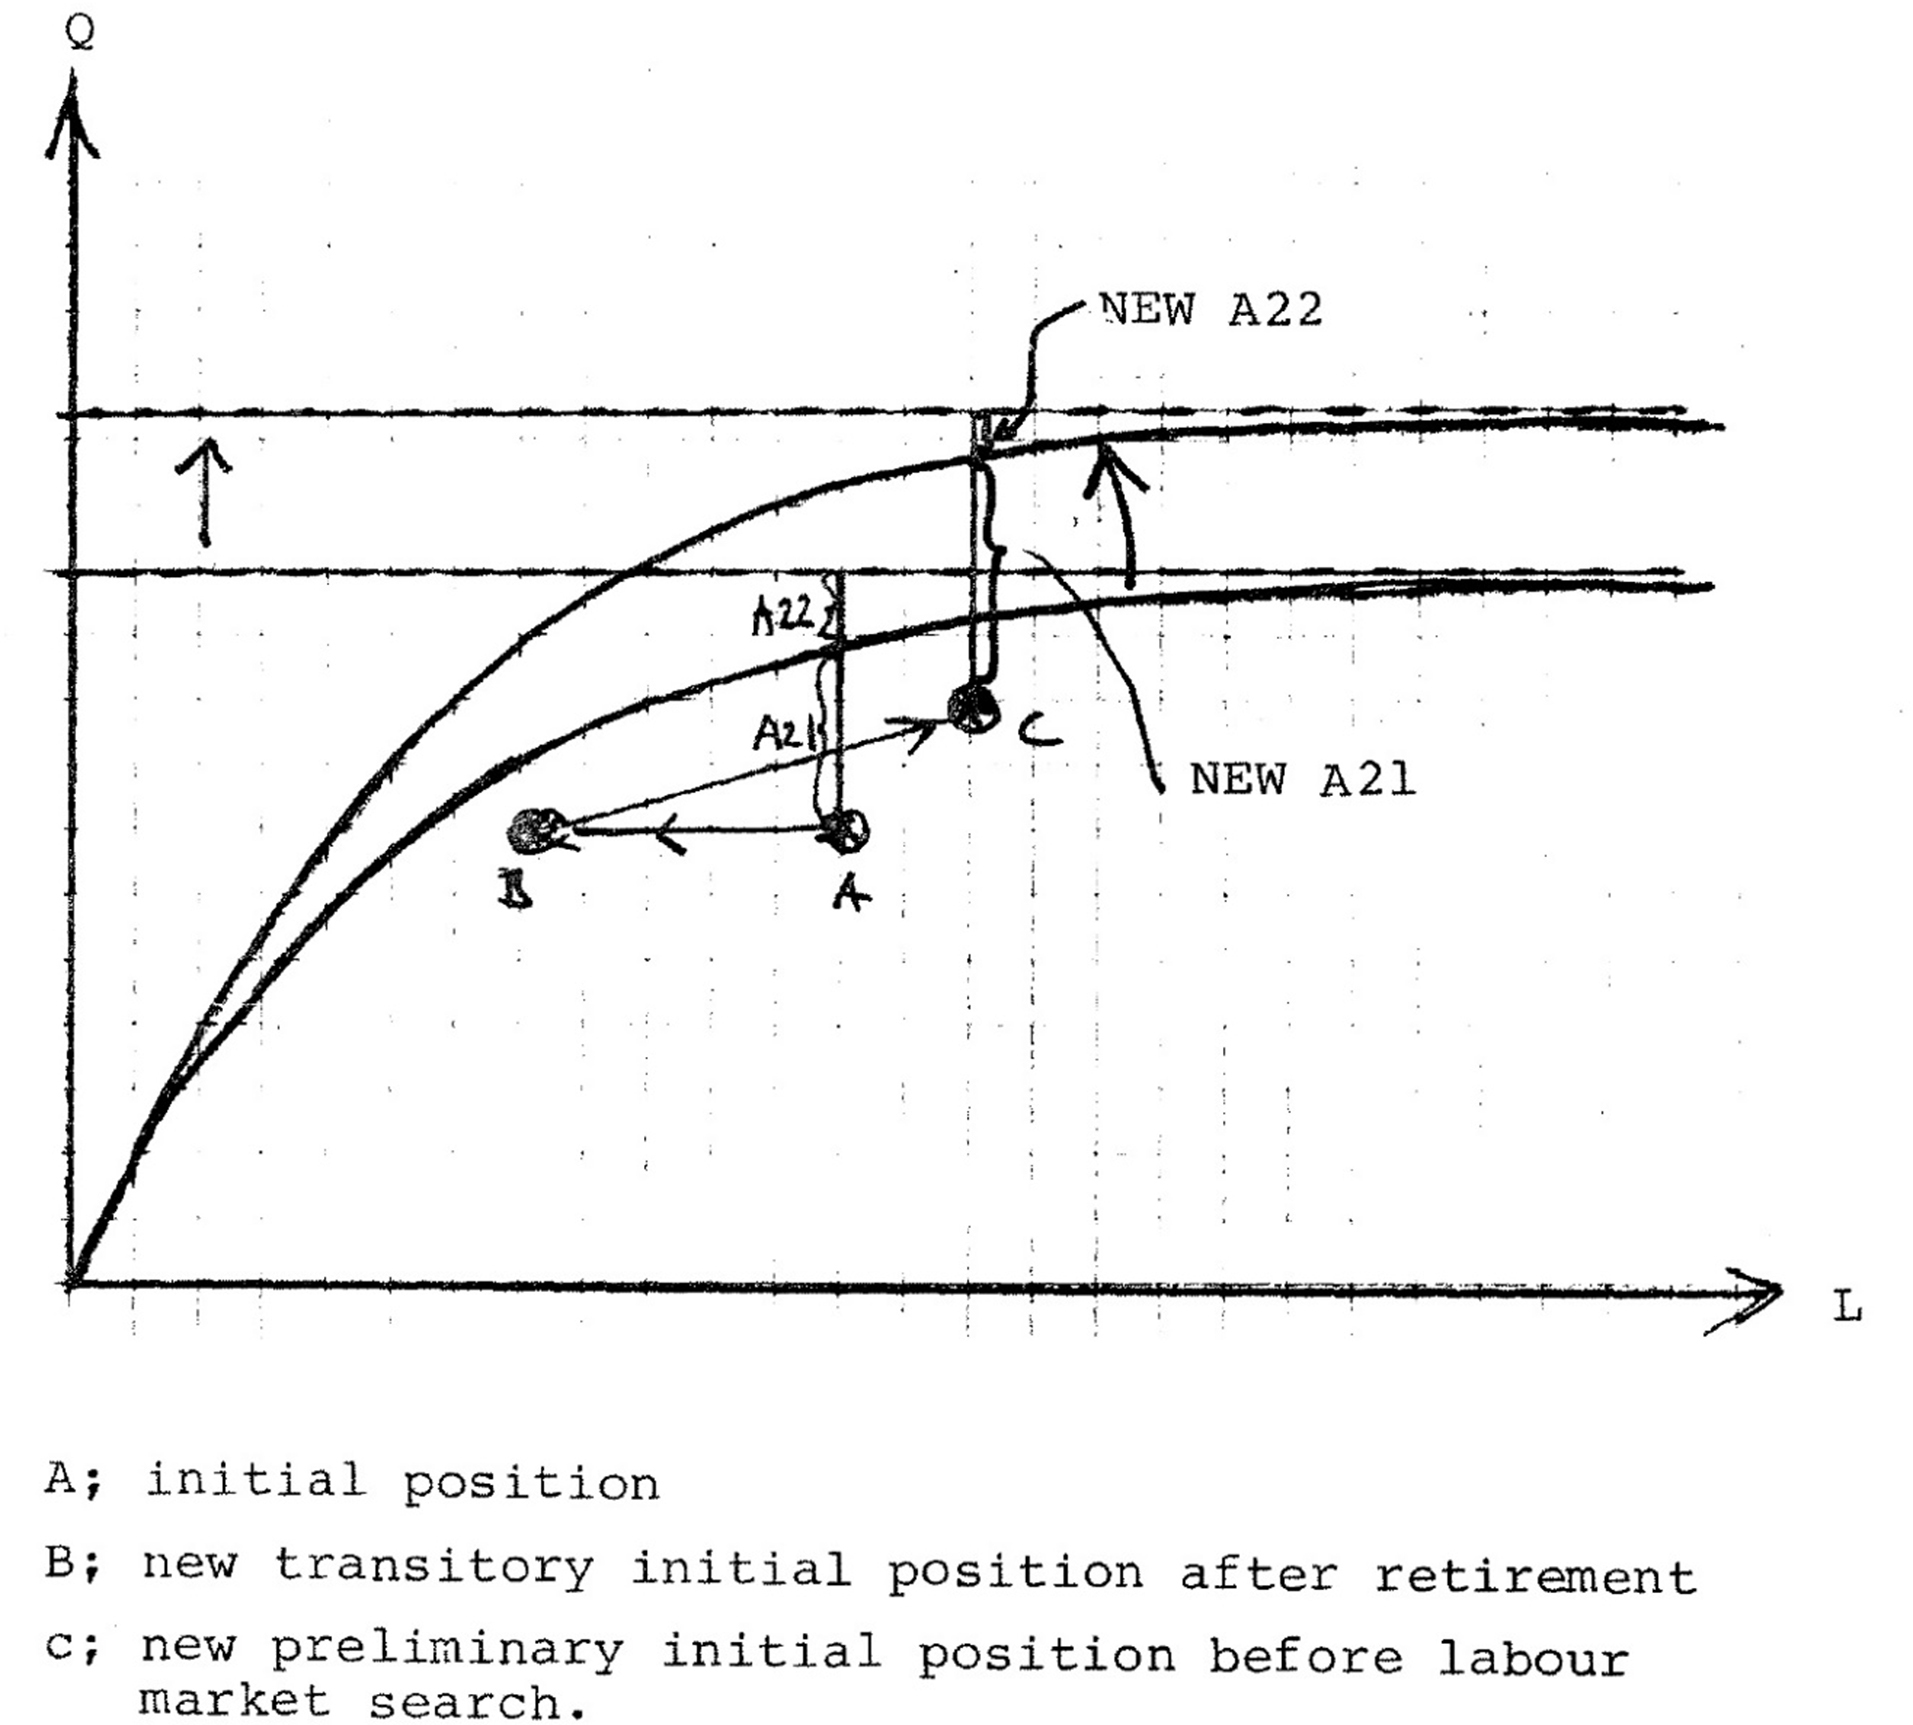 Q
NEW A22
A22
A21
C
NEW A21
B
A
L
A; initial position
B; new transitory initial position after retirement
c; new preliminary initial position before labour
market search.